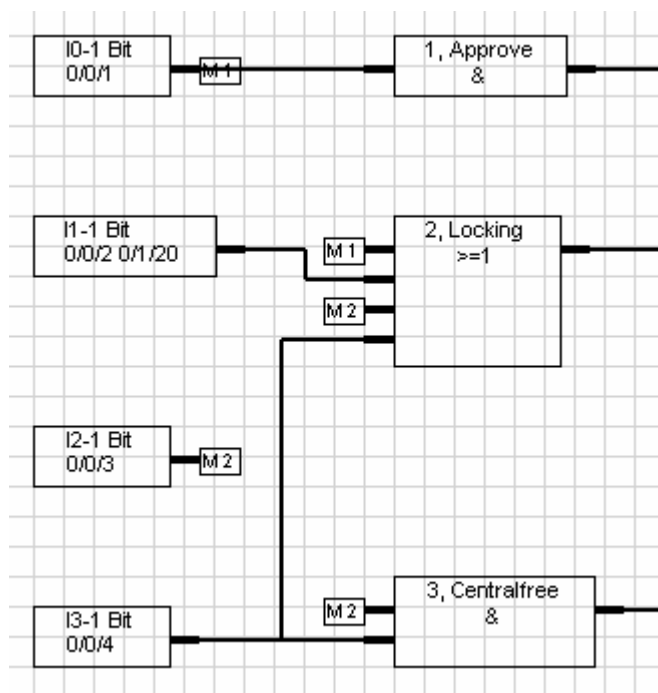 I0-1 Bit
0/0/1
M 1
1, Approve
&
I1-1 Bit
0/0/2 0/1/20
M 1
2, Locking
>=1
M 2
I2-1 Bit
0/0/3
M 2
3, Centralfree
&
M 2
I3-1 Bit
0/0/4